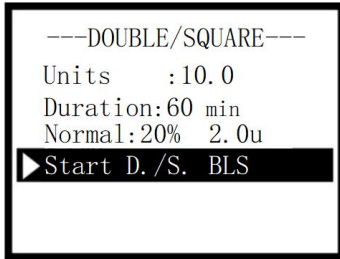 ---DOUBLE/SQUARE---
Units :10.0
Duration:60 min
Normal:20% 2.0u
Start D./S. BLS